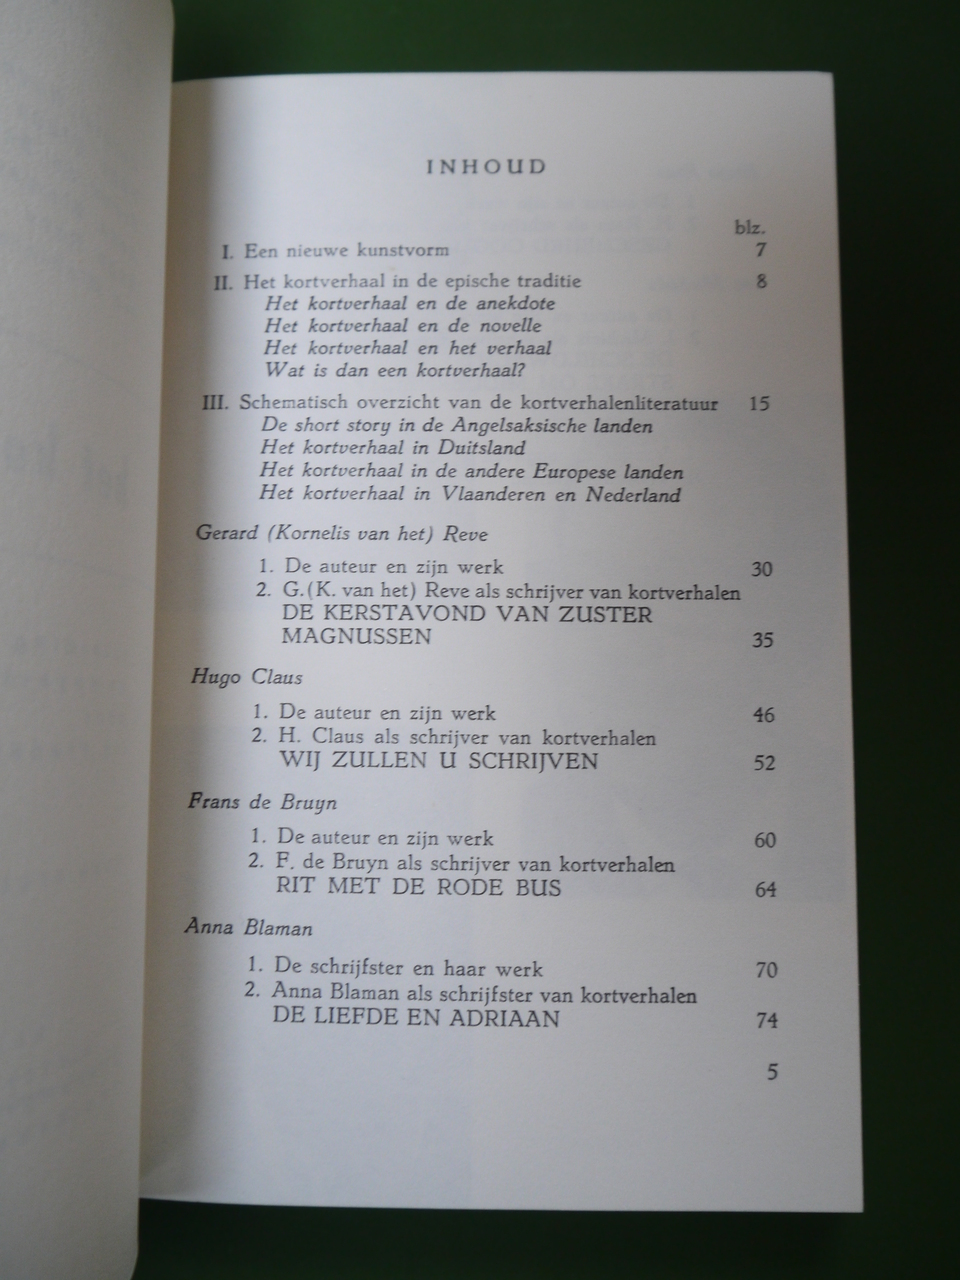 INHOUD
blz.
I. Een nieuwe kunstvorm 7
II. Het kortverhaal in de epische traditie 8
Het kortverhaal en de anekdote
Het kortverhaal en de novelle
Het kortverhaal en het verhaal
Wat is dan een kortverhaal?
III. Schematisch overzicht van de kortverhalenliteratuur 15
De short story in de Angelsaksische landen
Het kortverhaal in Duitsland
Het kortverhaal in de andere Europese landen
Het kortverhaal in Vlaanderen en Nederland
Gerard (Kornelis van het) Reve
1. De auteur en zijn werk 30
2. G.(K. van het) Reve als schrijver van kortverhalen
DE KERSTAVOND VAN ZUSTER
MAGNUSSEN 35
Hugo Claus
1. De auteur en zijn werk 46
2. H. Claus als schrijver van kortverhalen
WIJ ZULLEN U SCHRIJVEN 52
Frans de Bruyn
1. De auteur en zijn werk 60
2. F. de Bruyn als schrijver van kortverhalen
RIT MET DE RODE BUS 64
Anna Blaman
1. De schrijfster en haar werk 70
2. Anna Blaman als schrijfster van kortverhalen
DE LIEFDE EN ADRIAAN 74
5